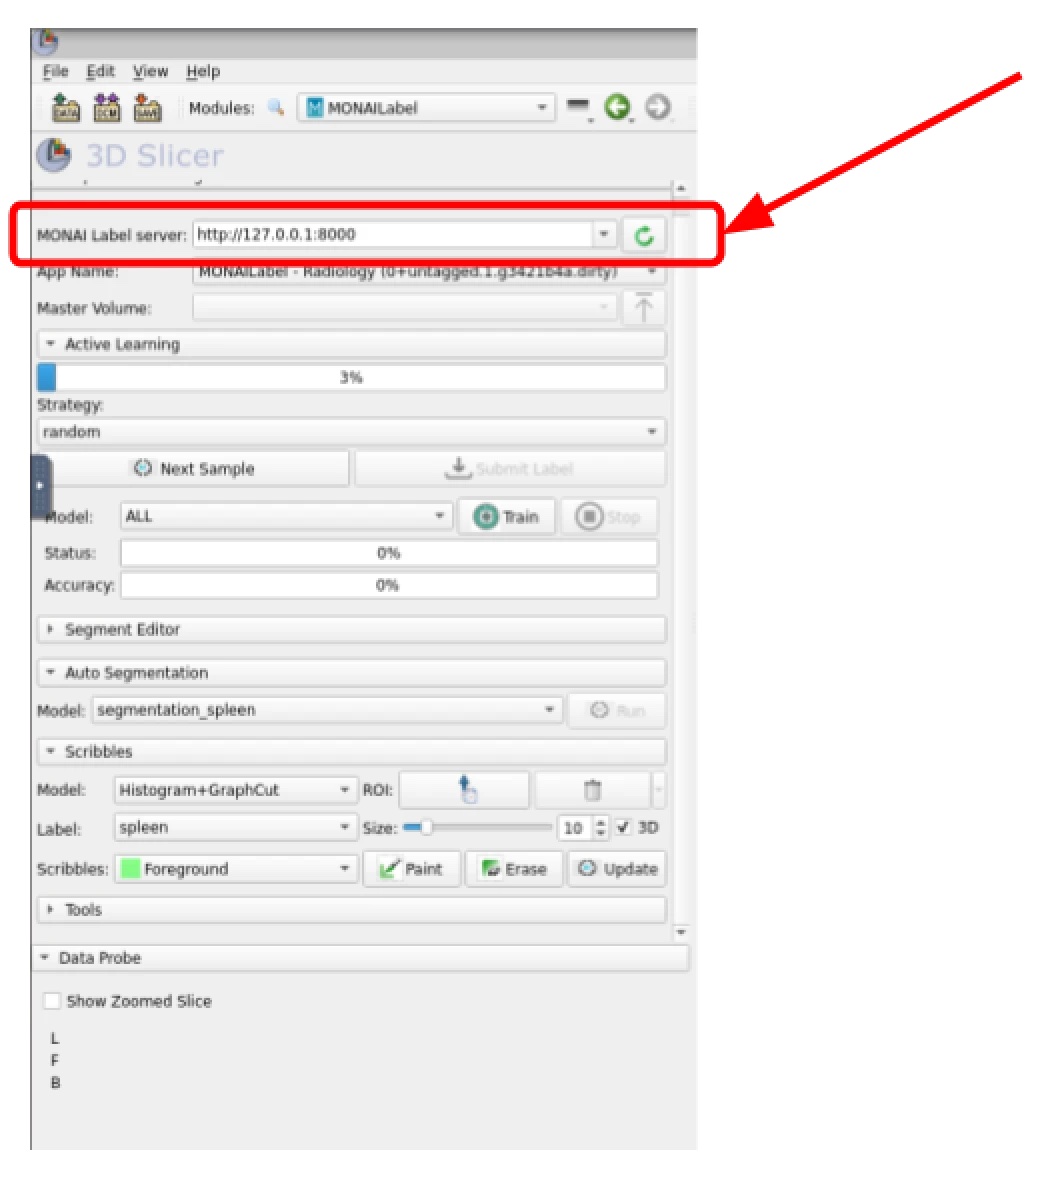 File Edit View Help
DATA DCM SAVE Modules: MONAILabel
3D Slicer
MONAI Label server: http://127.0.0.1:8000
App Name: MONAILabel - Radiology (0+untagged.1.g3421b4a.dirty)
Master Volume:
Active Learning
3%
Strategy:
random
Next Sample Submit Label
Model: ALL Train Stop
Status: 0%
Accuracy: 0%
Segment Editor
Auto Segmentation
Model: segmentation_spleen Run
Scribbles
Model: Histogram+GraphCut ROI:
Label: spleen Size: 10 3D
Scribbles: Foreground Paint Erase Update
Tools
Data Probe
Show Zoomed Slice
L
F
B